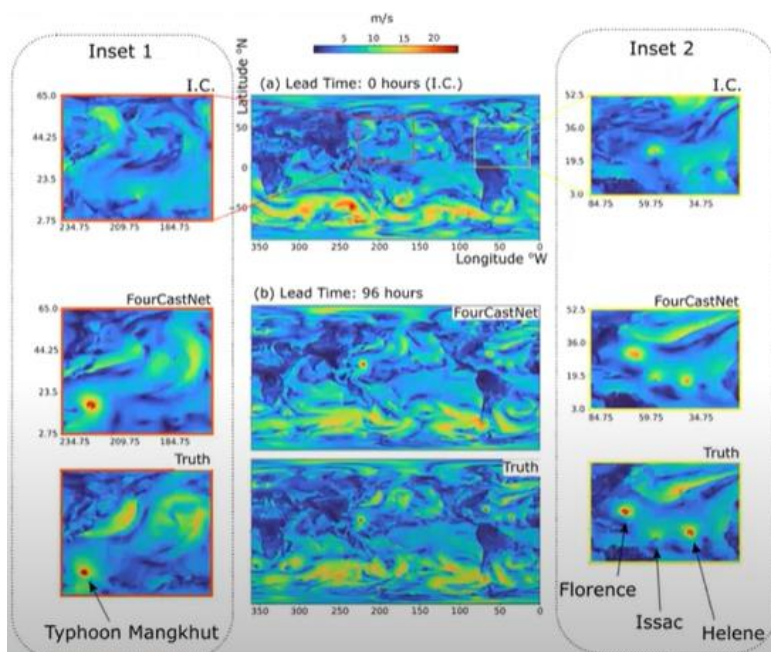 m/s
5 10 15 20
Inset 1
Inset 2
I.C.
(a) Lead Time: 0 hours (I.C.)
I.C.
Latitude °N
65.0
44.25
23.5
2.75
234.75 209.75 184.75
50
0
−50
350 300 250 200 150 100 50 0
Longitude °W
52.5
36.0
19.5
3.0
84.75 59.75 34.75
FourCastNet
(b) Lead Time: 96 hours
FourCastNet
FourCastNet
65.0
44.25
23.5
2.75
234.75 209.75 184.75
52.5
36.0
19.5
3.0
84.75 59.75 34.75
Truth
Truth
Truth
350 300 250 200 150 100 50 0
Typhoon Mangkhut
Florence
Issac
Helene